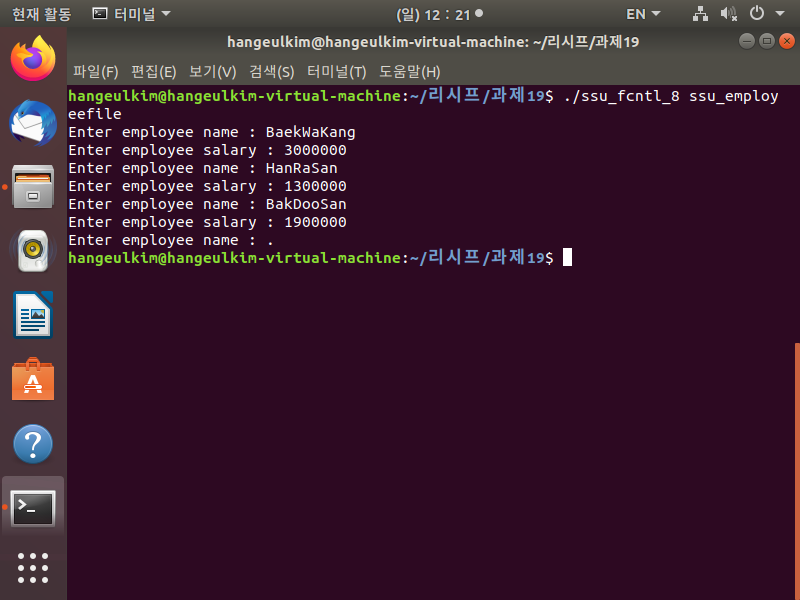 현재 활동 터미널 (일) 12 : 21 EN
hangeulkim@hangeulkim-virtual-machine: ~/리시프/과제19
파일(F) 편집(E) 보기(V) 검색(S) 터미널(T) 도움말(H)
hangeulkim@hangeulkim-virtual-machine:~/리시프/과제19$ ./ssu_fcntl_8 ssu_employ
eefile
Enter employee name : BaekWaKang
Enter employee salary : 3000000
Enter employee name : HanRaSan
Enter employee salary : 1300000
Enter employee name : BakDooSan
Enter employee salary : 1900000
Enter employee name : .
hangeulkim@hangeulkim-virtual-machine:~/리시프/과제19$